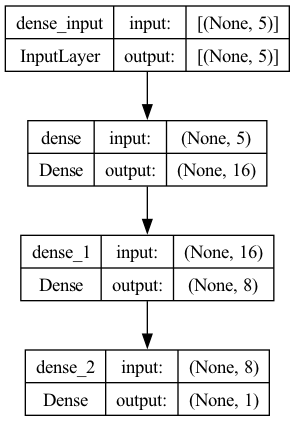 dense_input input: [(None, 5)]
InputLayer output: [(None, 5)]
dense input: (None, 5)
Dense output: (None, 16)
dense_1 input: (None, 16)
Dense output: (None, 8)
dense_2 input: (None, 8)
Dense output: (None, 1)